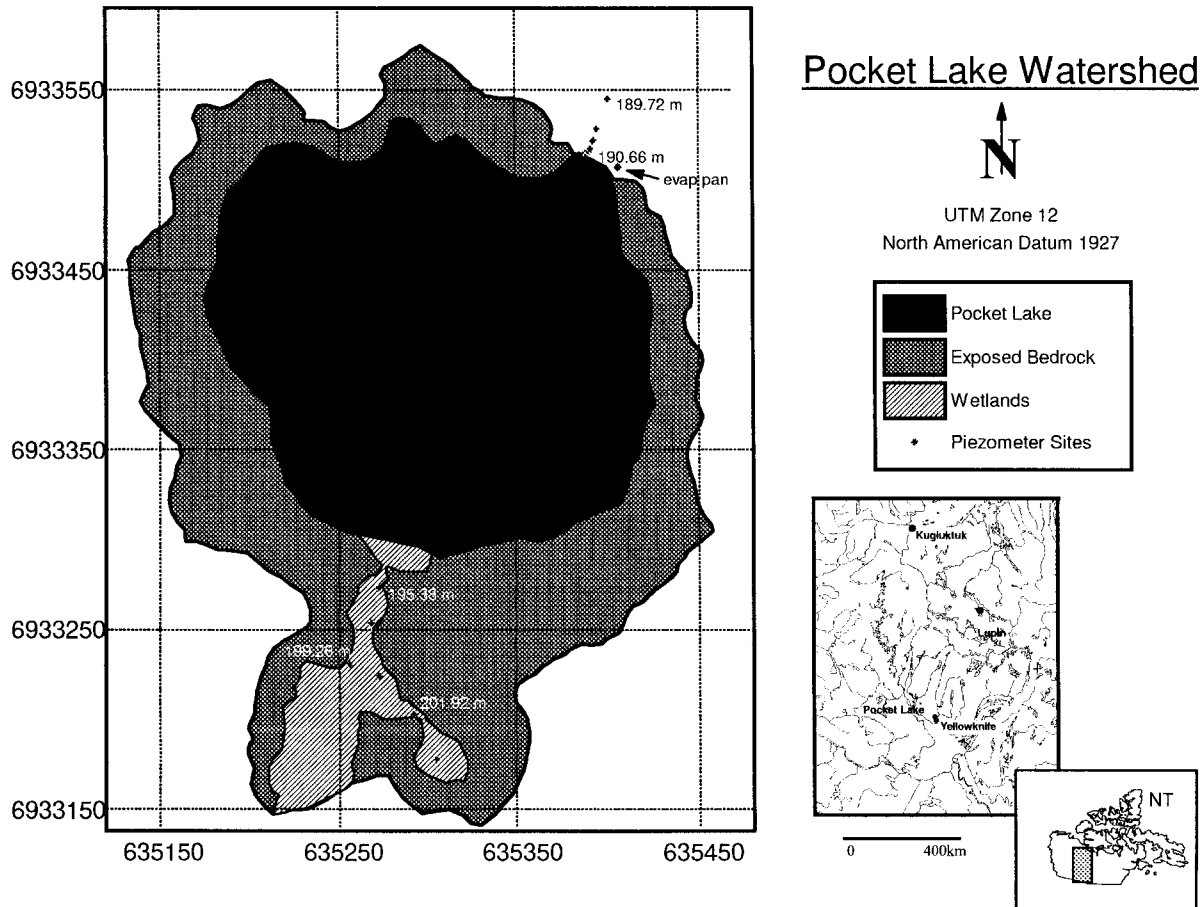 Pocket Lake Watershed
N
UTM Zone 12
North American Datum 1927
Pocket Lake
Exposed Bedrock
Wetlands
Piezometer Sites
6933550
6933450
6933350
6933250
6933150
635150
635250
635350
635450
189.72 m
190.66 m
evap pan
195.38 m
199.26 m
201.92 m
Kugluktuk
Lupin
Pocket Lake
Yellowknife
0 400km
NT